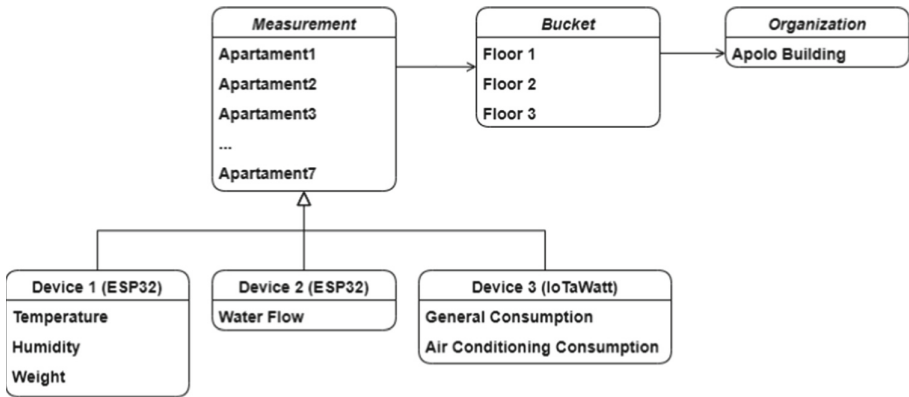 Measurement
Apartament1
Apartament2
Apartament3
...
Apartament7
Bucket
Floor 1
Floor 2
Floor 3
Organization
Apolo Building
Device 1 (ESP32)
Temperature
Humidity
Weight
Device 2 (ESP32)
Water Flow
Device 3 (IoTaWatt)
General Consumption
Air Conditioning Consumption